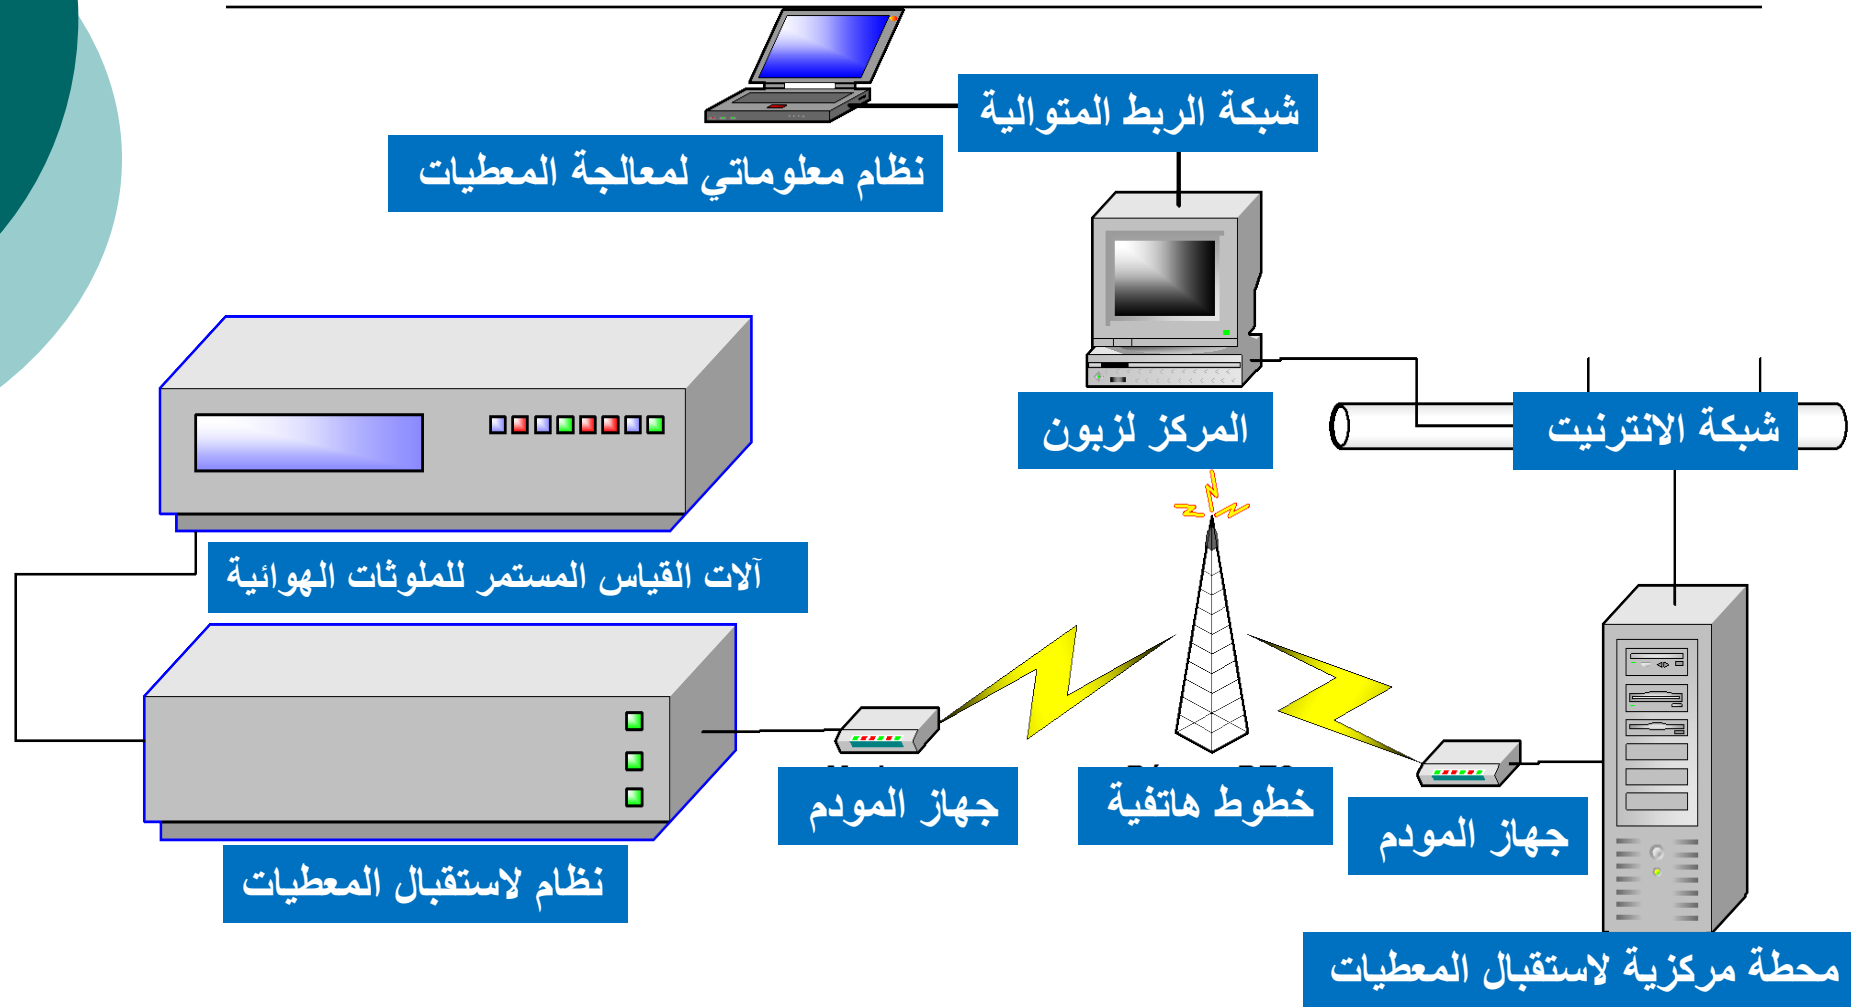 شبكة الربط المتوالية
نظام معلوماتي لمعالجة المعطيات
المركز لزبون
شبكة الانترنيت
آلات القياس المستمر للملوثات الهوائية
جهاز المودم
خطوط هاتفية
جهاز المودم
نظام لاستقبال المعطيات
محطة مركزية لاستقبال المعطيات